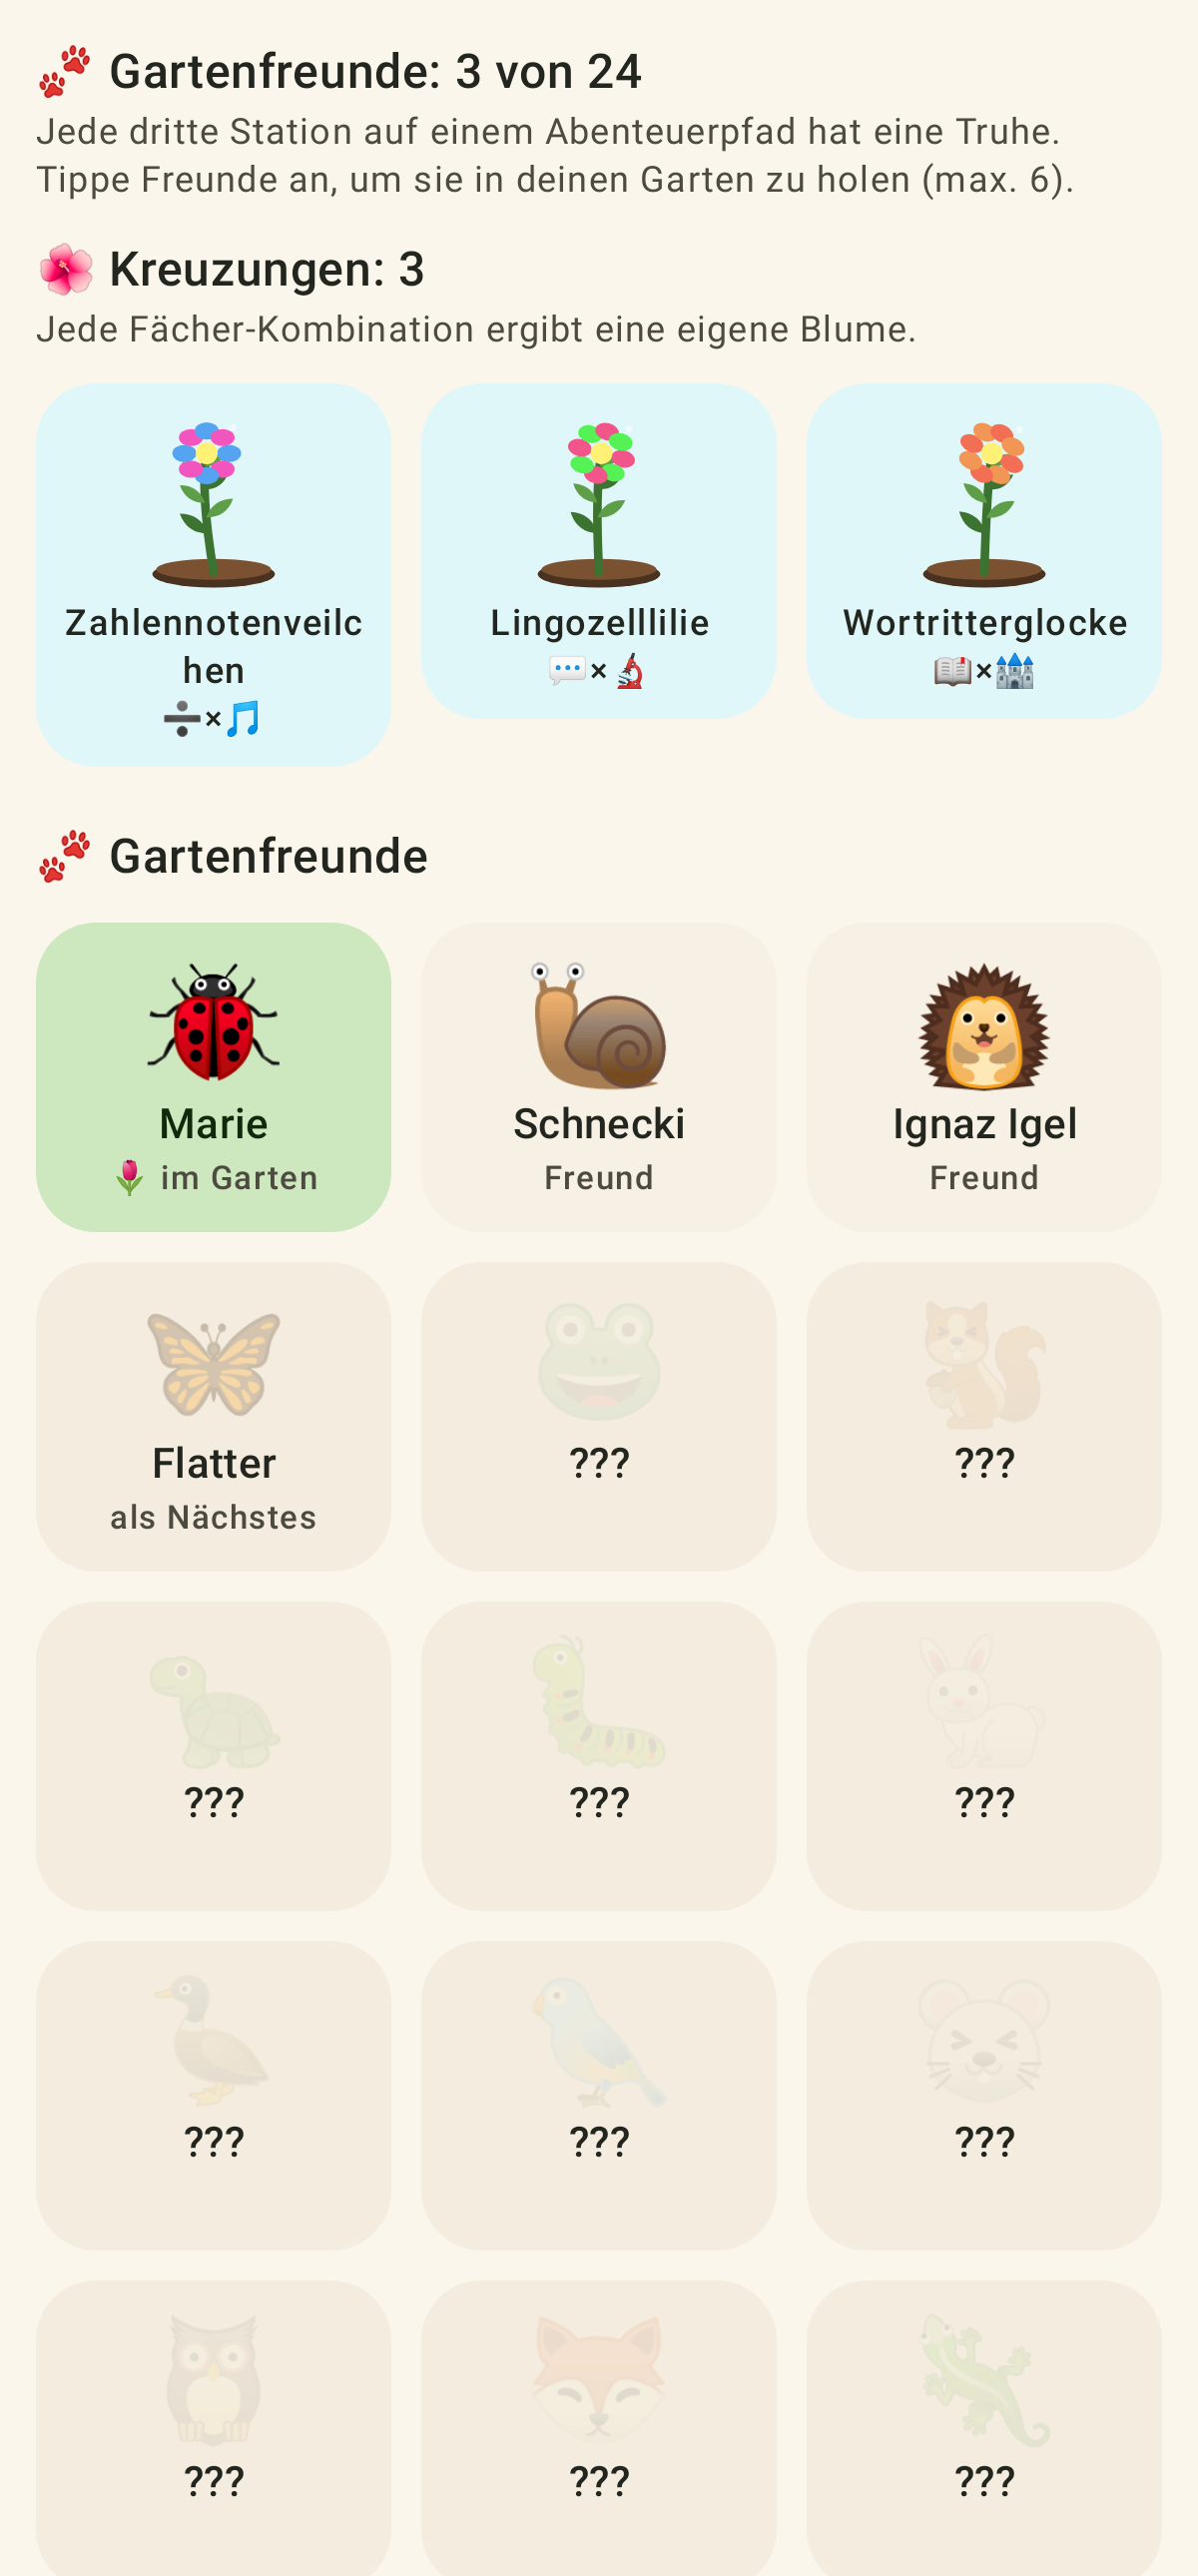 Gartenfreunde: 3 von 24
Jede dritte Station auf einem Abenteuerpfad hat eine Truhe.
Tippe Freunde an, um sie in deinen Garten zu holen (max. 6).
Kreuzungen: 3
Jede Fächer-Kombination ergibt eine eigene Blume.
Zahlennotenveilc
hen
÷×🎵
Lingozelllilie
💬×🔬
Wortritterglocke
📖×🏰
Gartenfreunde
Marie
🌷 im Garten
Schnecki
Freund
Ignaz Igel
Freund
Flatter
als Nächstes
???
???
???
???
???
???
???
???
???
???
???